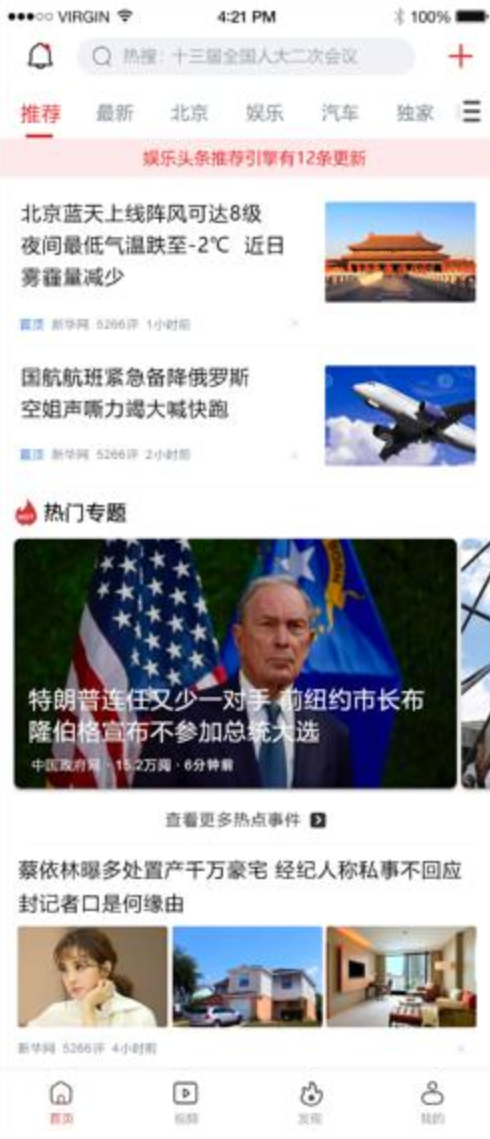 VIRGIN 4:21 PM 100%
热搜：十三届全国人大二次会议
推荐 最新 北京 娱乐 汽车 独家
娱乐头条推荐引擎有12条更新
北京蓝天上线阵风可达8级
夜间最低气温跌至-2℃ 近日
雾霾量减少
置顶 新华网 5266评 1小时前
国航航班紧急备降俄罗斯
空姐声嘶力竭大喊快跑
置顶 新华网 5266评 2小时前
热门专题
特朗普连任又少一对手 前纽约市长布
隆伯格宣布不参加总统大选
中国政府网 · 15.2万阅 · 6分钟前
查看更多热点事件
蔡依林曝多处置产千万豪宅 经纪人称私事不回应
封记者口是何缘由
新华网 5266评 4小时前
首页 视频 发现 我的